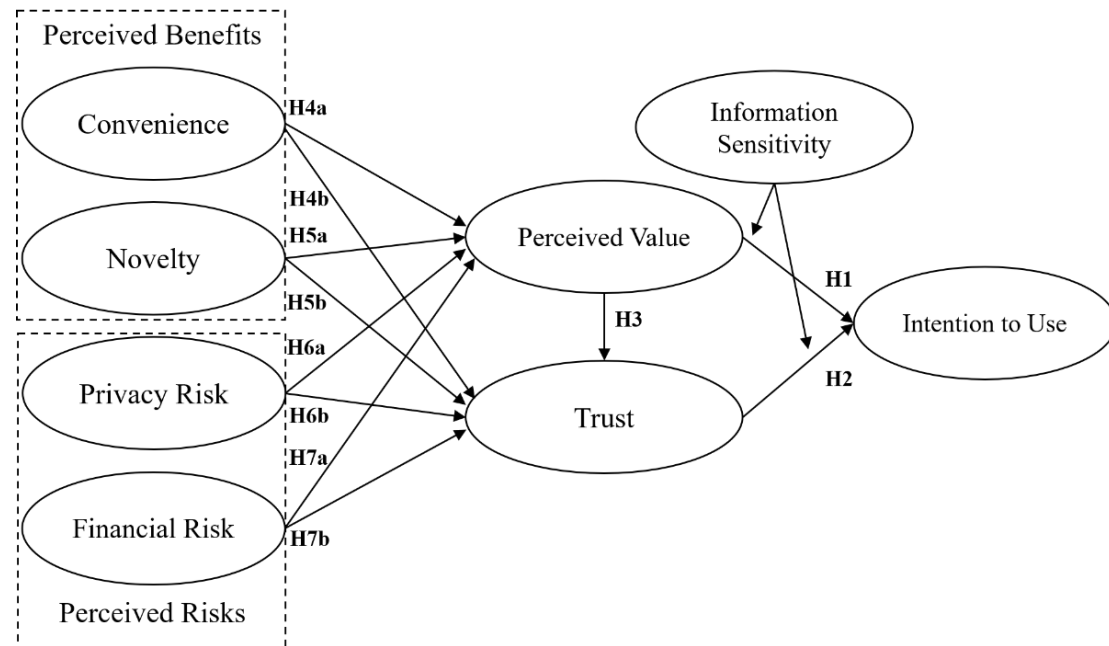 Perceived Benefits
Convenience
H4a
Information
Sensitivity
H4b
Novelty
H5a
Perceived Value
H5b
H1
H3
Intention to Use
H6a
Privacy Risk
H6b
Trust
H2
H7a
Financial Risk
H7b
Perceived Risks